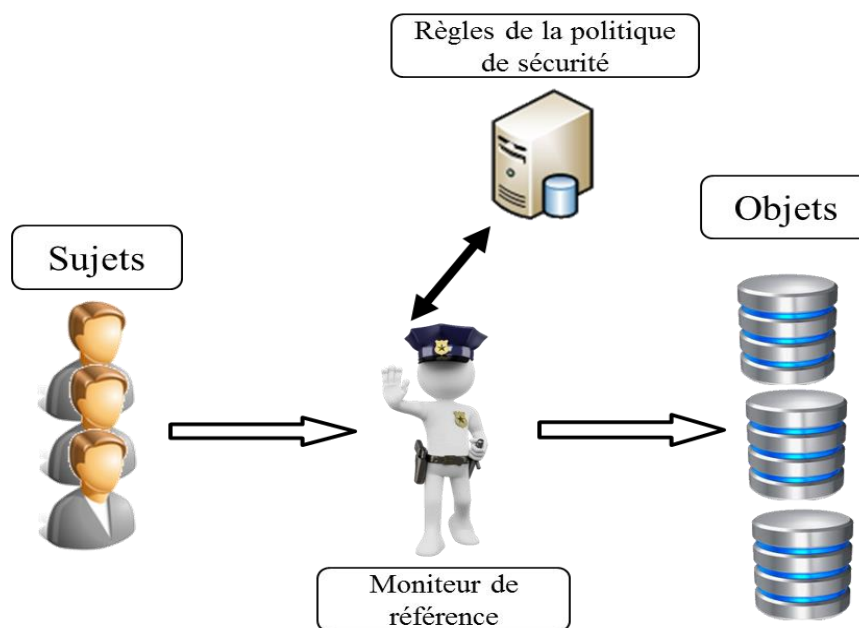 Règles de la politique
de sécurité
Objets
Sujets
Moniteur de
référence